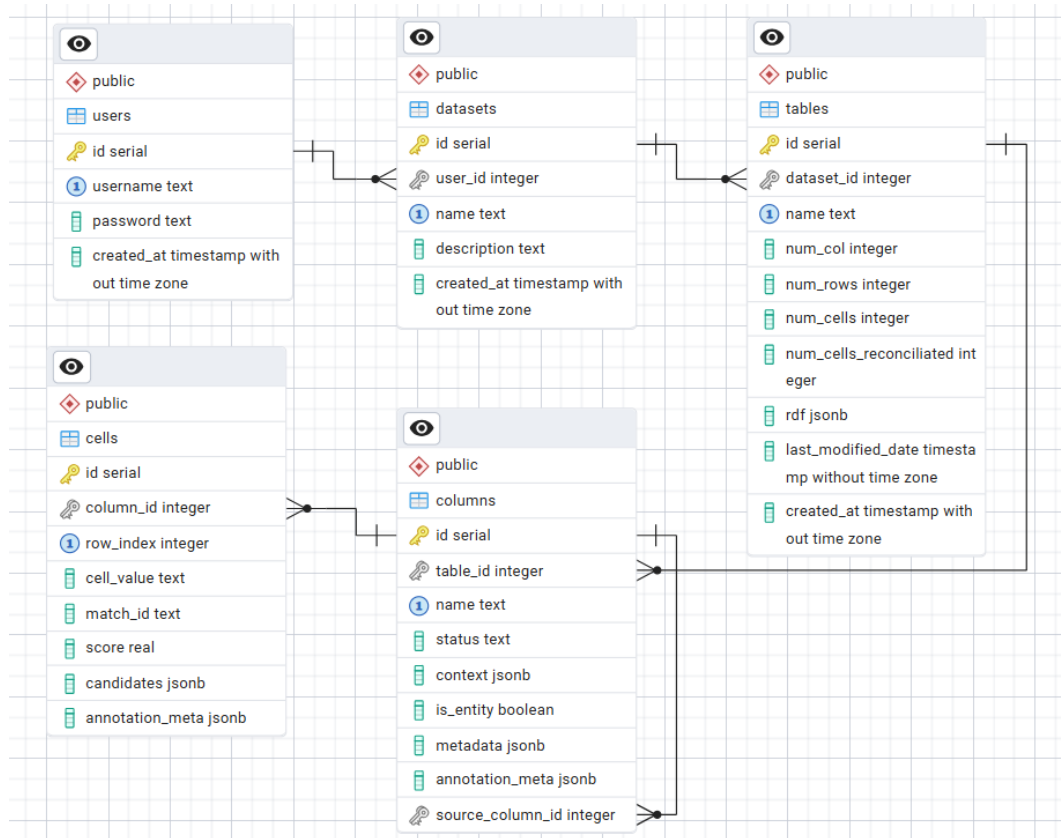 public
users
id serial
1 username text
password text
created_at timestamp with
out time zone
public
datasets
id serial
user_id integer
1 name text
description text
created_at timestamp with
out time zone
public
tables
id serial
dataset_id integer
1 name text
num_col integer
num_rows integer
num_cells integer
num_cells_reconciliated int
eger
rdf jsonb
last_modified_date timesta
mp without time zone
created_at timestamp with
out time zone
public
cells
id serial
column_id integer
1 row_index integer
cell_value text
match_id text
score real
candidates jsonb
annotation_meta jsonb
public
columns
id serial
table_id integer
1 name text
status text
context jsonb
is_entity boolean
metadata jsonb
annotation_meta jsonb
source_column_id integer